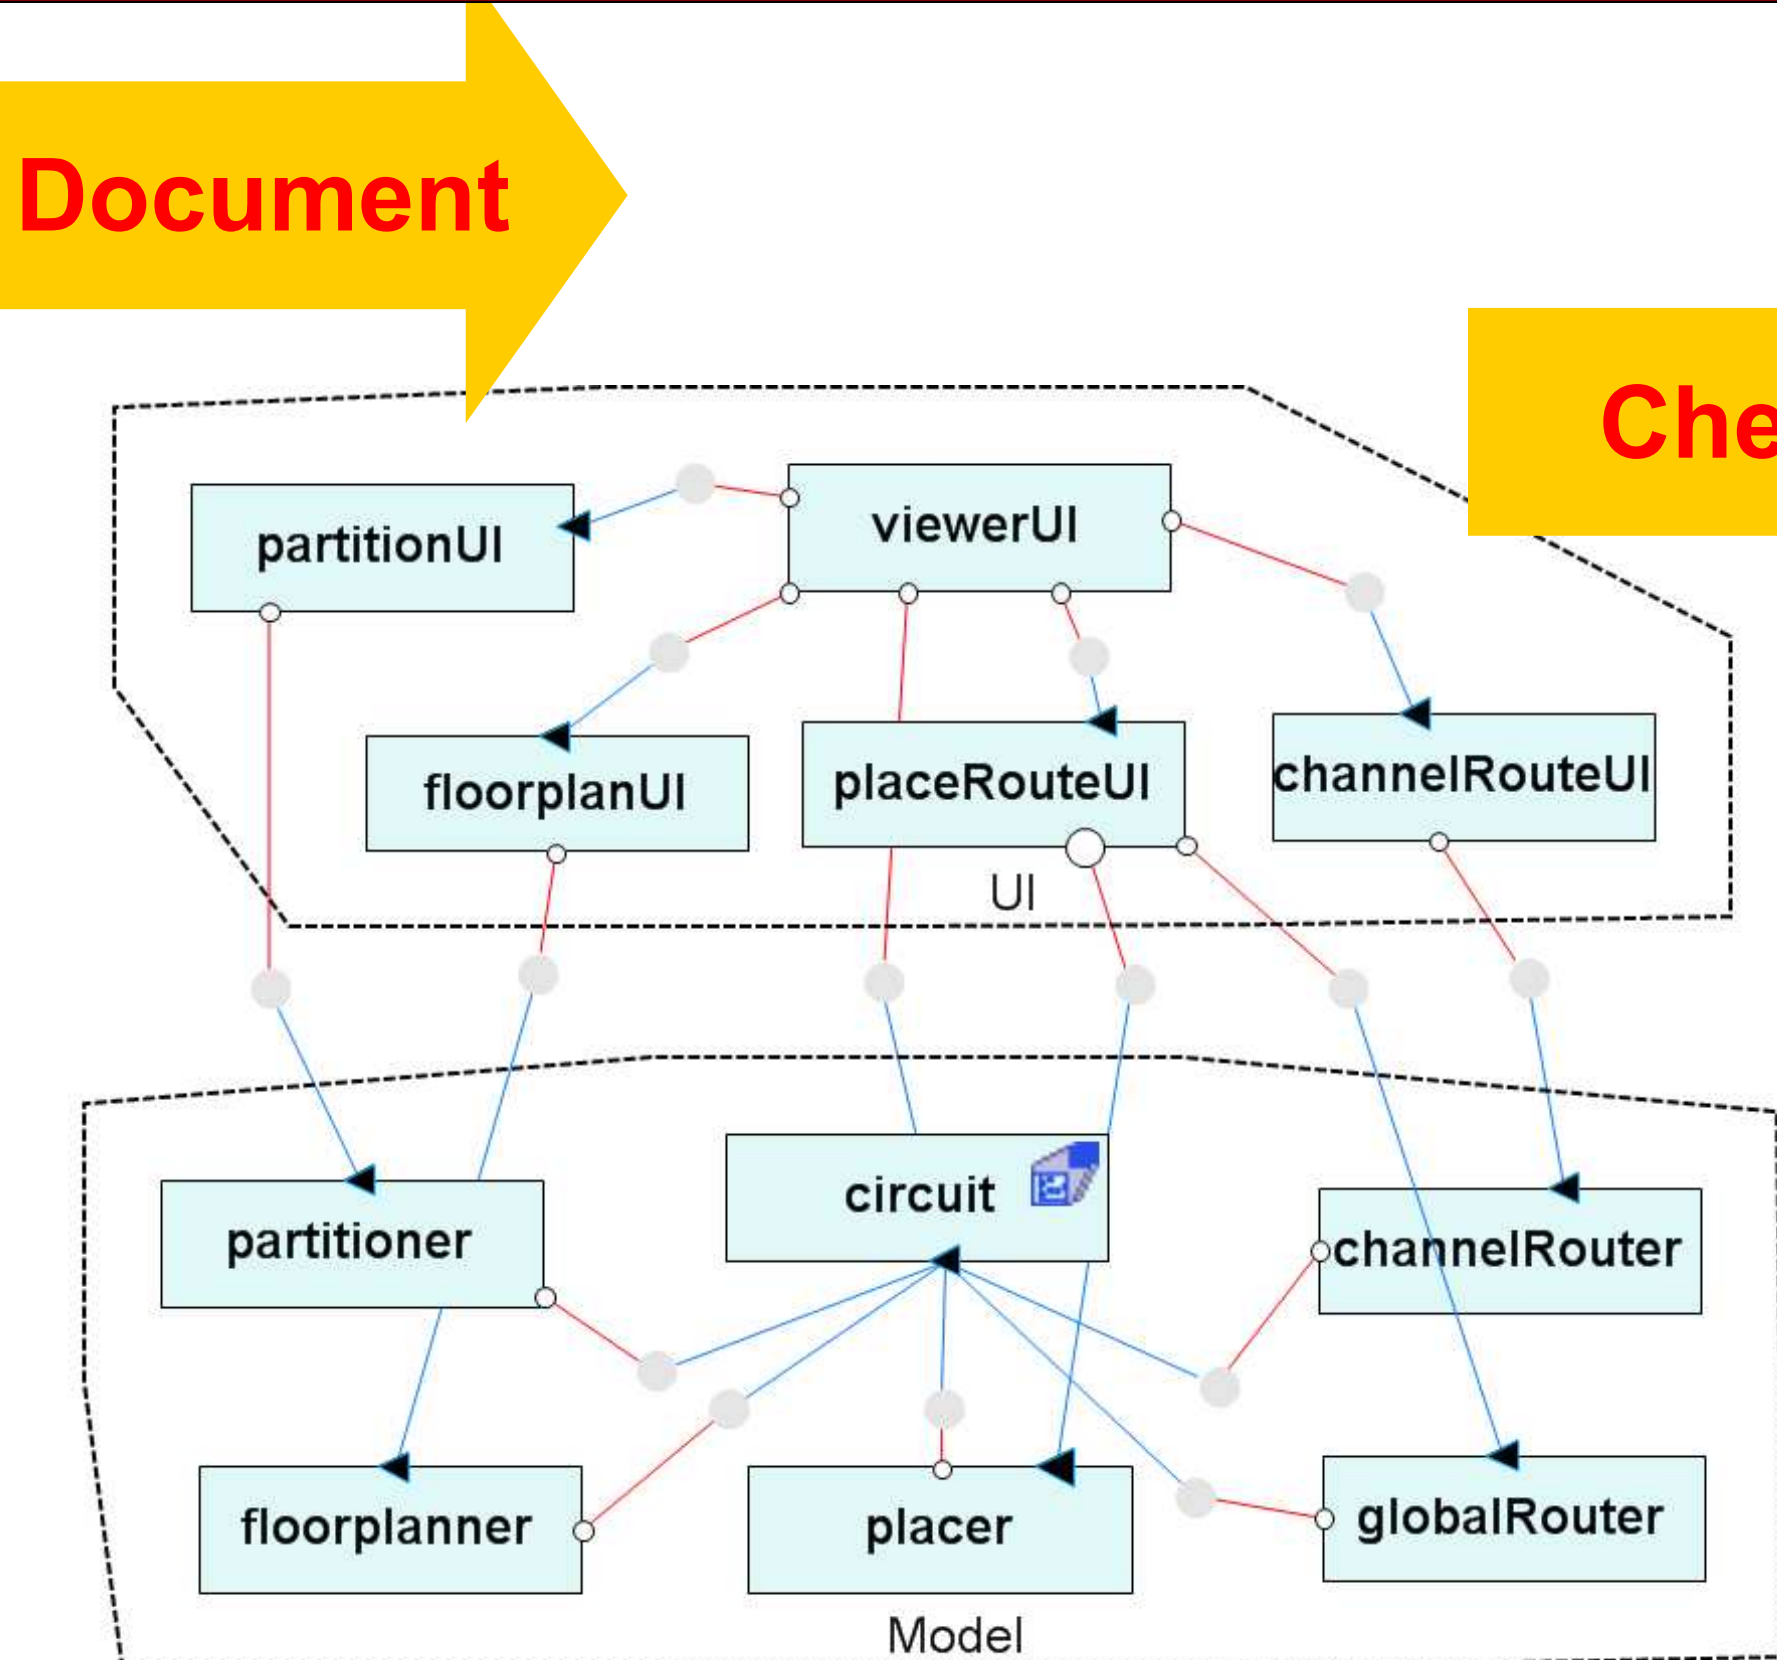 Document
Che
viewerUI
partitionUI
floorplanUI
placeRouteUI
channelRouteUI
UI
circuit
partitioner
channelRouter
floorplanner
placer
globalRouter
Model